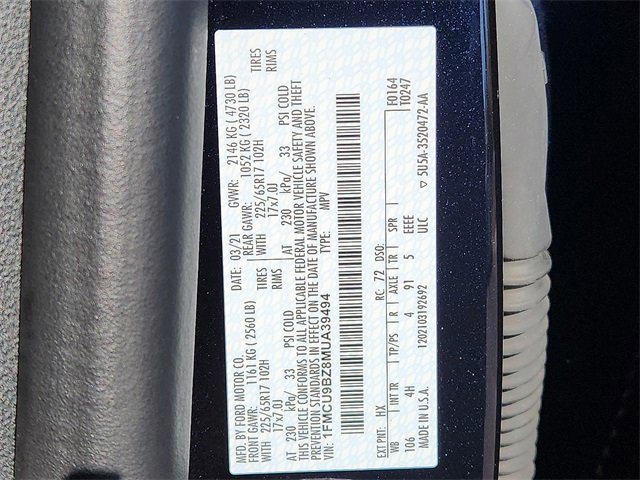 MFD. BY FORD MOTOR CO.
DATE: 03/21 GVWR: 2146 KG ( 4730 LB)
FRONT GAWR: 1161 KG ( 2560 LB) REAR GAWR: 1052 KG ( 2320 LB)
WITH 225/65R17 102H TIRES WITH 225/65R17 102H TIRES
17x7.0J RIMS 17x7.0J RIMS
AT 230 kPa/ 33 PSI COLD AT 230 kPa/ 33 PSI COLD
THIS VEHICLE CONFORMS TO ALL APPLICABLE FEDERAL MOTOR VEHICLE SAFETY AND THEFT
PREVENTION STANDARDS IN EFFECT ON THE DATE OF MANUFACTURE SHOWN ABOVE.
VIN: 1FMCU9BZ8MUA39494 TYPE: MPV
F0164
T0247
EXT PNT: HX RC: 72 DSO:
WB INT TR TP/PS R AXLE TR SPR
106 4H 4 91 5 EEEE
MADE IN U.S.A. 1202103192692 ULC 5U5A-3520472-AA